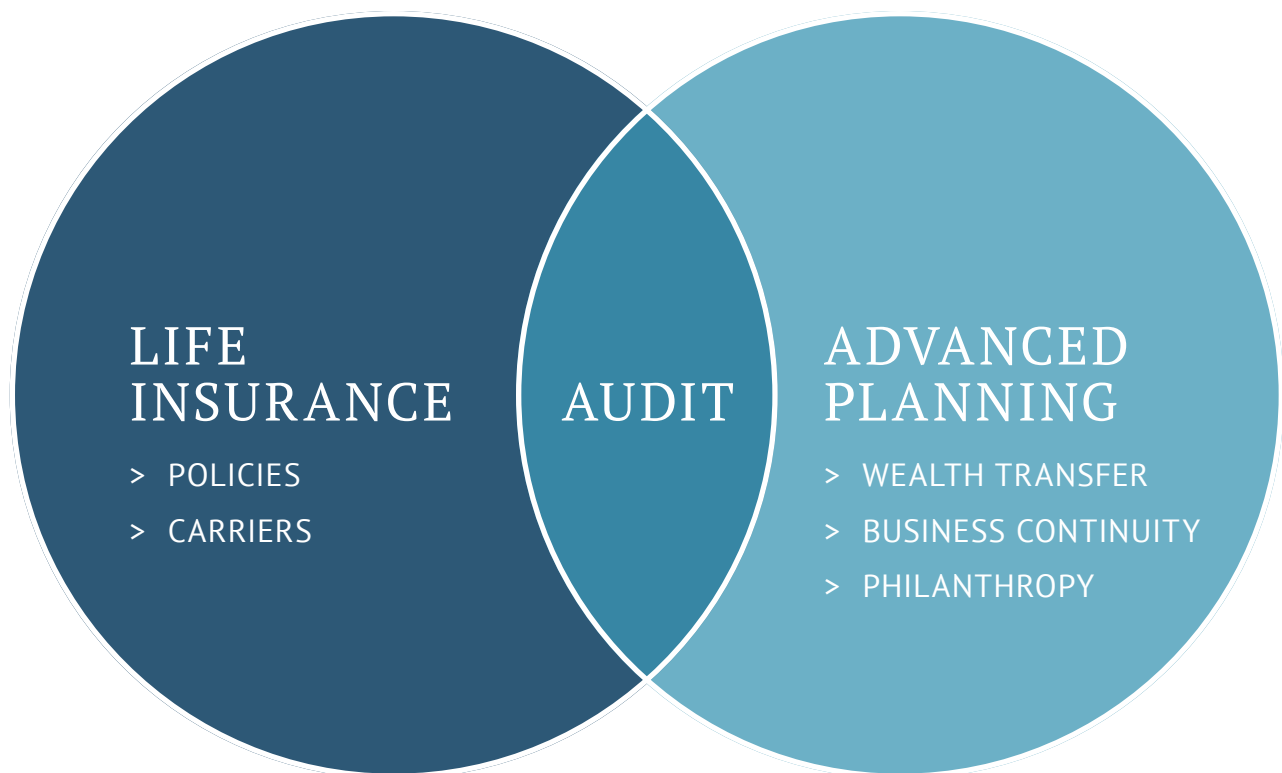 LIFE
INSURANCE
> POLICIES
> CARRIERS
AUDIT
ADVANCED
PLANNING
> WEALTH TRANSFER
> BUSINESS CONTINUITY
> PHILANTHROPY